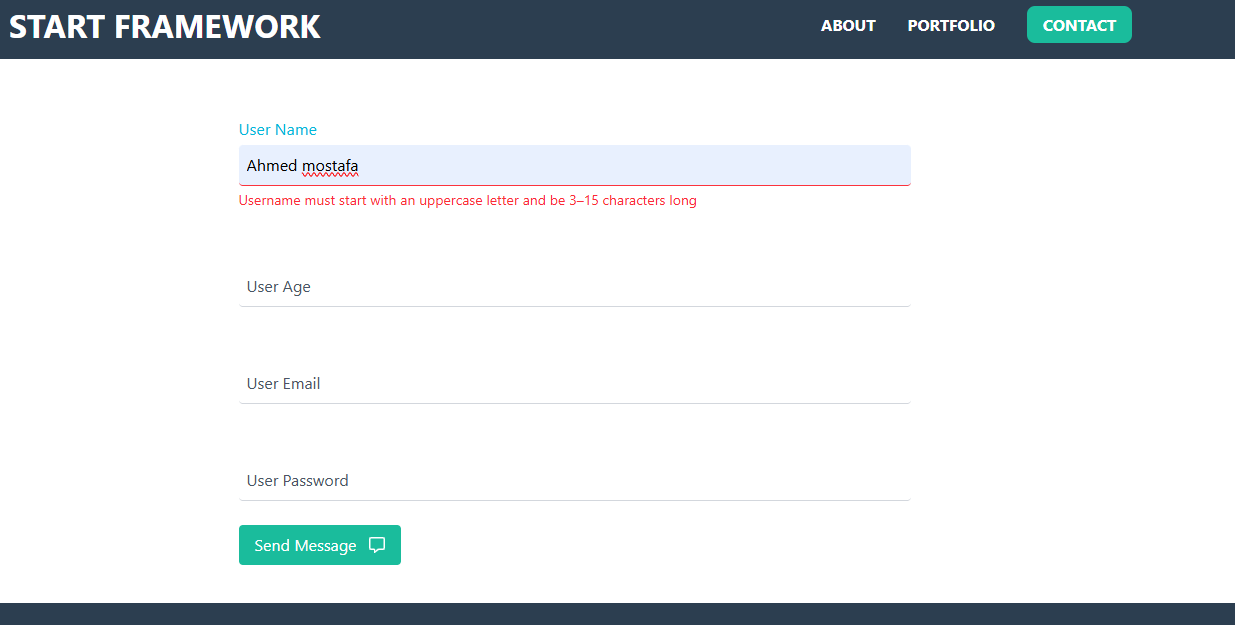 START FRAMEWORK
ABOUT PORTFOLIO CONTACT
User Name
Ahmed mostafa
Username must start with an uppercase letter and be 3–15 characters long
User Age
User Email
User Password
Send Message